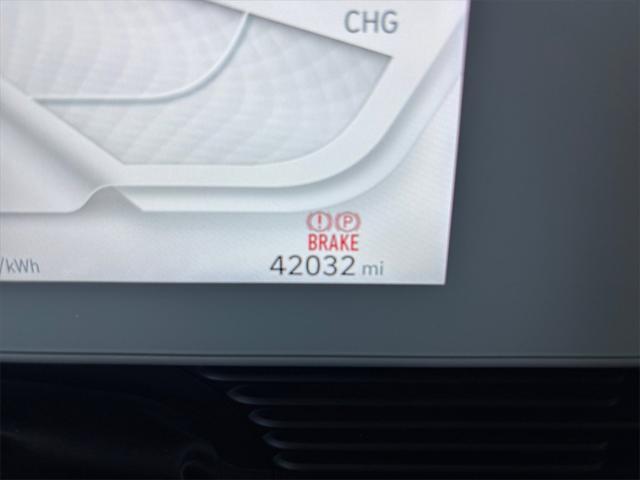 CHG
(!) (P)
BRAKE
/kWh
42032 mi